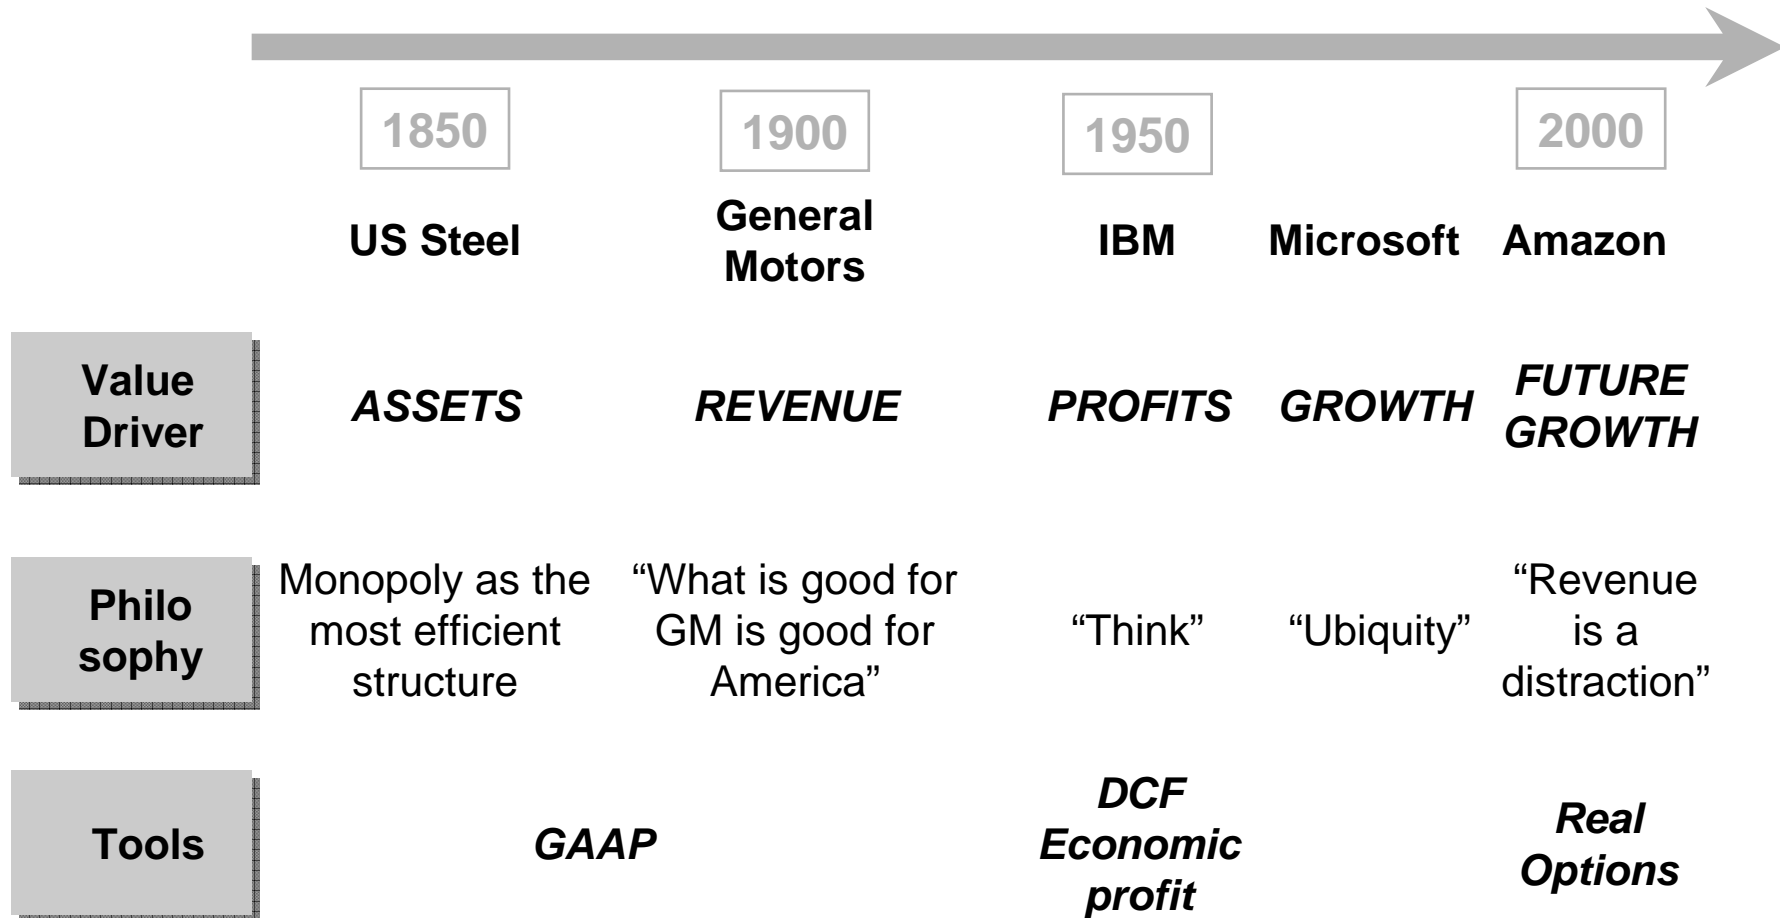 1850
1900
1950
2000
US Steel
General
Motors
IBM
Microsoft
Amazon
Value
Driver
ASSETS
REVENUE
PROFITS
GROWTH
FUTURE
GROWTH
Philo
sophy
Monopoly as the
most efficient
structure
“What is good for
GM is good for
America”
“Think”
“Ubiquity”
“Revenue
is a
distraction”
Tools
GAAP
DCF
Economic
profit
Real
Options